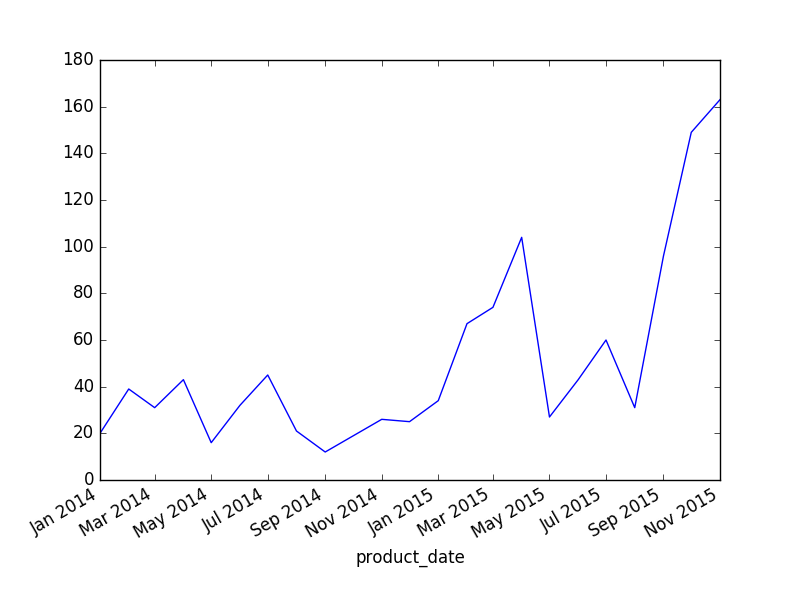 180
160
140
120
100
80
60
40
20
0
Jan 2014
Mar 2014
May 2014
Jul 2014
Sep 2014
Nov 2014
Jan 2015
Mar 2015
May 2015
Jul 2015
Sep 2015
Nov 2015
product_date